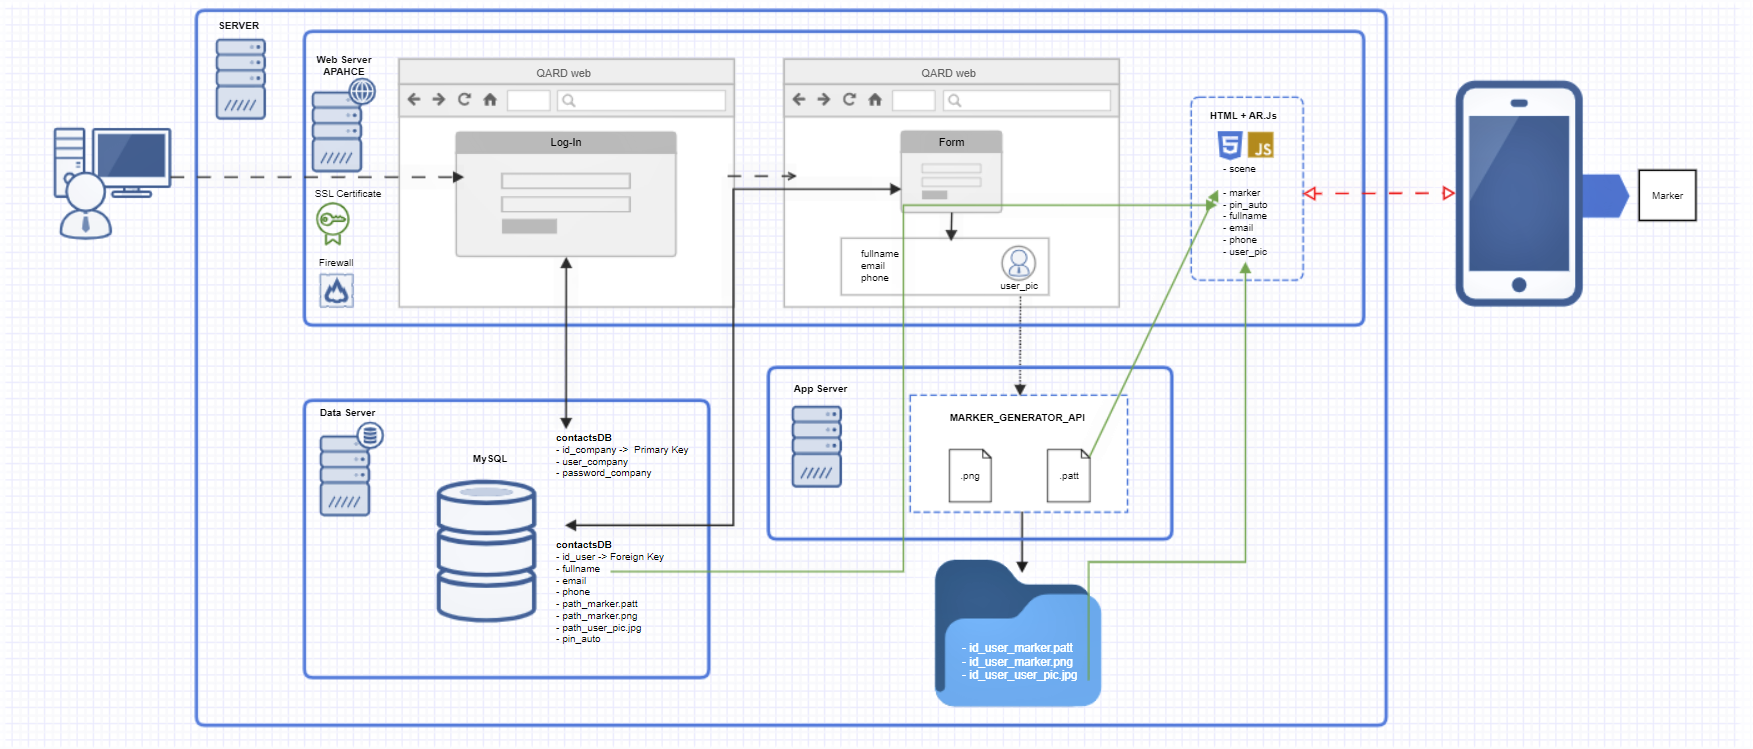 SERVER
Web Server
APAHCE
SSL Certificate
Firewall
QARD web
Log-In
QARD web
Form
fullname
email
phone
user_pic
HTML + AR.Js
5
JS
- scene
- marker
- pin_auto
- fullname
- email
- phone
- user_pic
Marker
Data Server
MySQL
contactsDB
- id_company -> Primary Key
- user_company
- password_company
contactsDB
- id_user -> Foreign Key
- fullname
- email
- phone
- path_marker.patt
- path_marker.png
- path_user_pic.jpg
- pin_auto
App Server
MARKER_GENERATOR_API
.png
.patt
- id_user_marker.patt
- id_user_marker.png
- id_user_user_pic.jpg